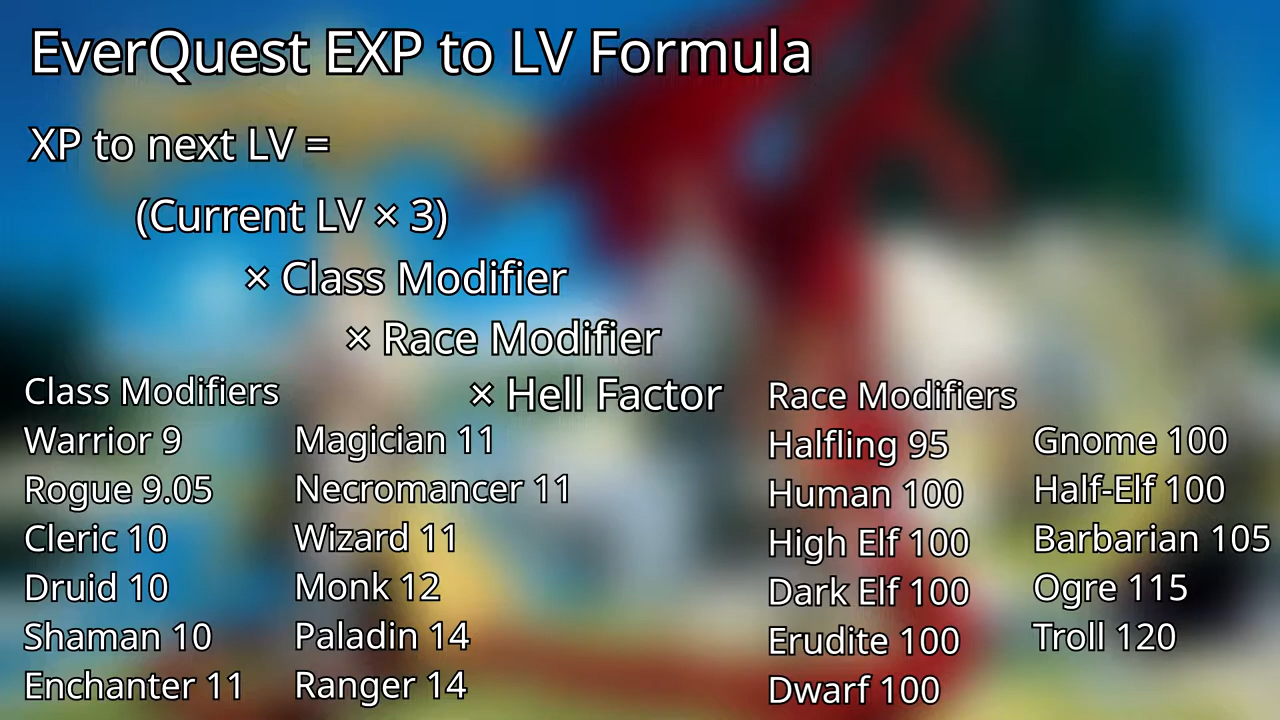 EverQuest EXP to LV Formula
XP to next LV =
(Current LV × 3)
× Class Modifier
× Race Modifier
× Hell Factor
Class Modifiers
Warrior 9
Rogue 9.05
Cleric 10
Druid 10
Shaman 10
Enchanter 11
Magician 11
Necromancer 11
Wizard 11
Monk 12
Paladin 14
Ranger 14
Race Modifiers
Halfling 95
Human 100
High Elf 100
Dark Elf 100
Erudite 100
Dwarf 100
Gnome 100
Half-Elf 100
Barbarian 105
Ogre 115
Troll 120